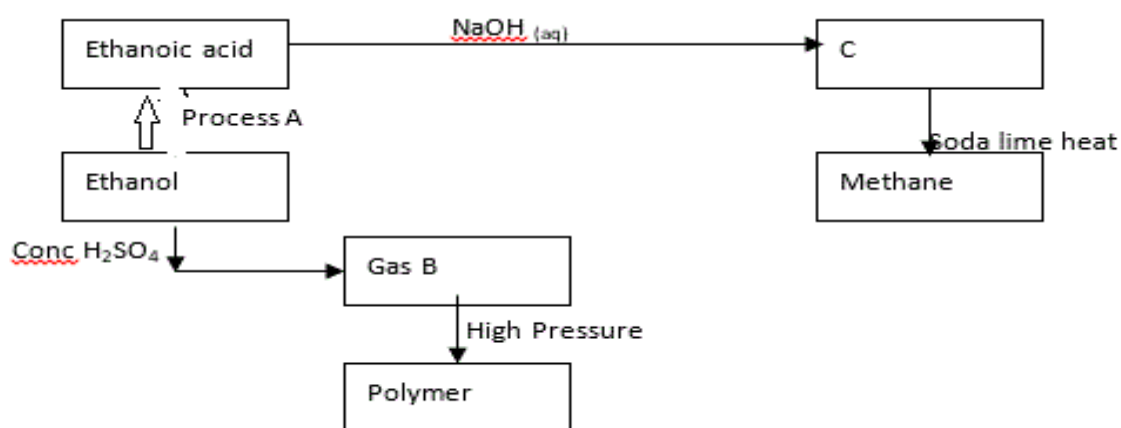 NaOH (aq)
Ethanoic acid
C
Process A
Soda lime heat
Ethanol
Methane
Conc H₂SO₄
Gas B
High Pressure
Polymer